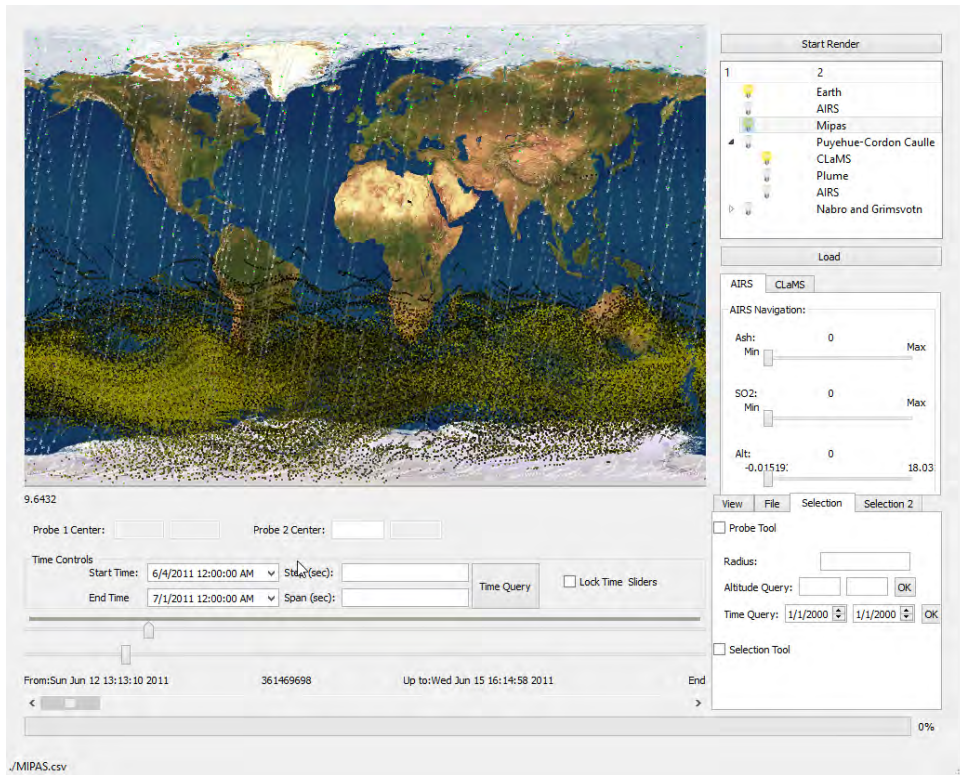 Start Render
1 2
Earth
AIRS
Mipas
Puyehue-Cordon Caulle
CLaMS
Plume
AIRS
Nabro and Grimsvotn
Load
AIRS CLaMS
AIRS Navigation:
Ash: 0
Min Max
SO2: 0
Min Max
Alt: 0
-0.01519: 18.03
9.6432
Probe 1 Center: Probe 2 Center:
Time Controls
Start Time: 6/4/2011 12:00:00 AM (sec):
End Time 7/1/2011 12:00:00 AM Span (sec):
Time Query
Lock Time Sliders
From:Sun Jun 12 13:13:10 2011 361469698 Up to:Wed Jun 15 16:14:58 2011 End
View File Selection Selection 2
Probe Tool
Radius:
Altitude Query: OK
Time Query: 1/1/2000 1/1/2000 OK
Selection Tool
0%
./MIPAS.csv